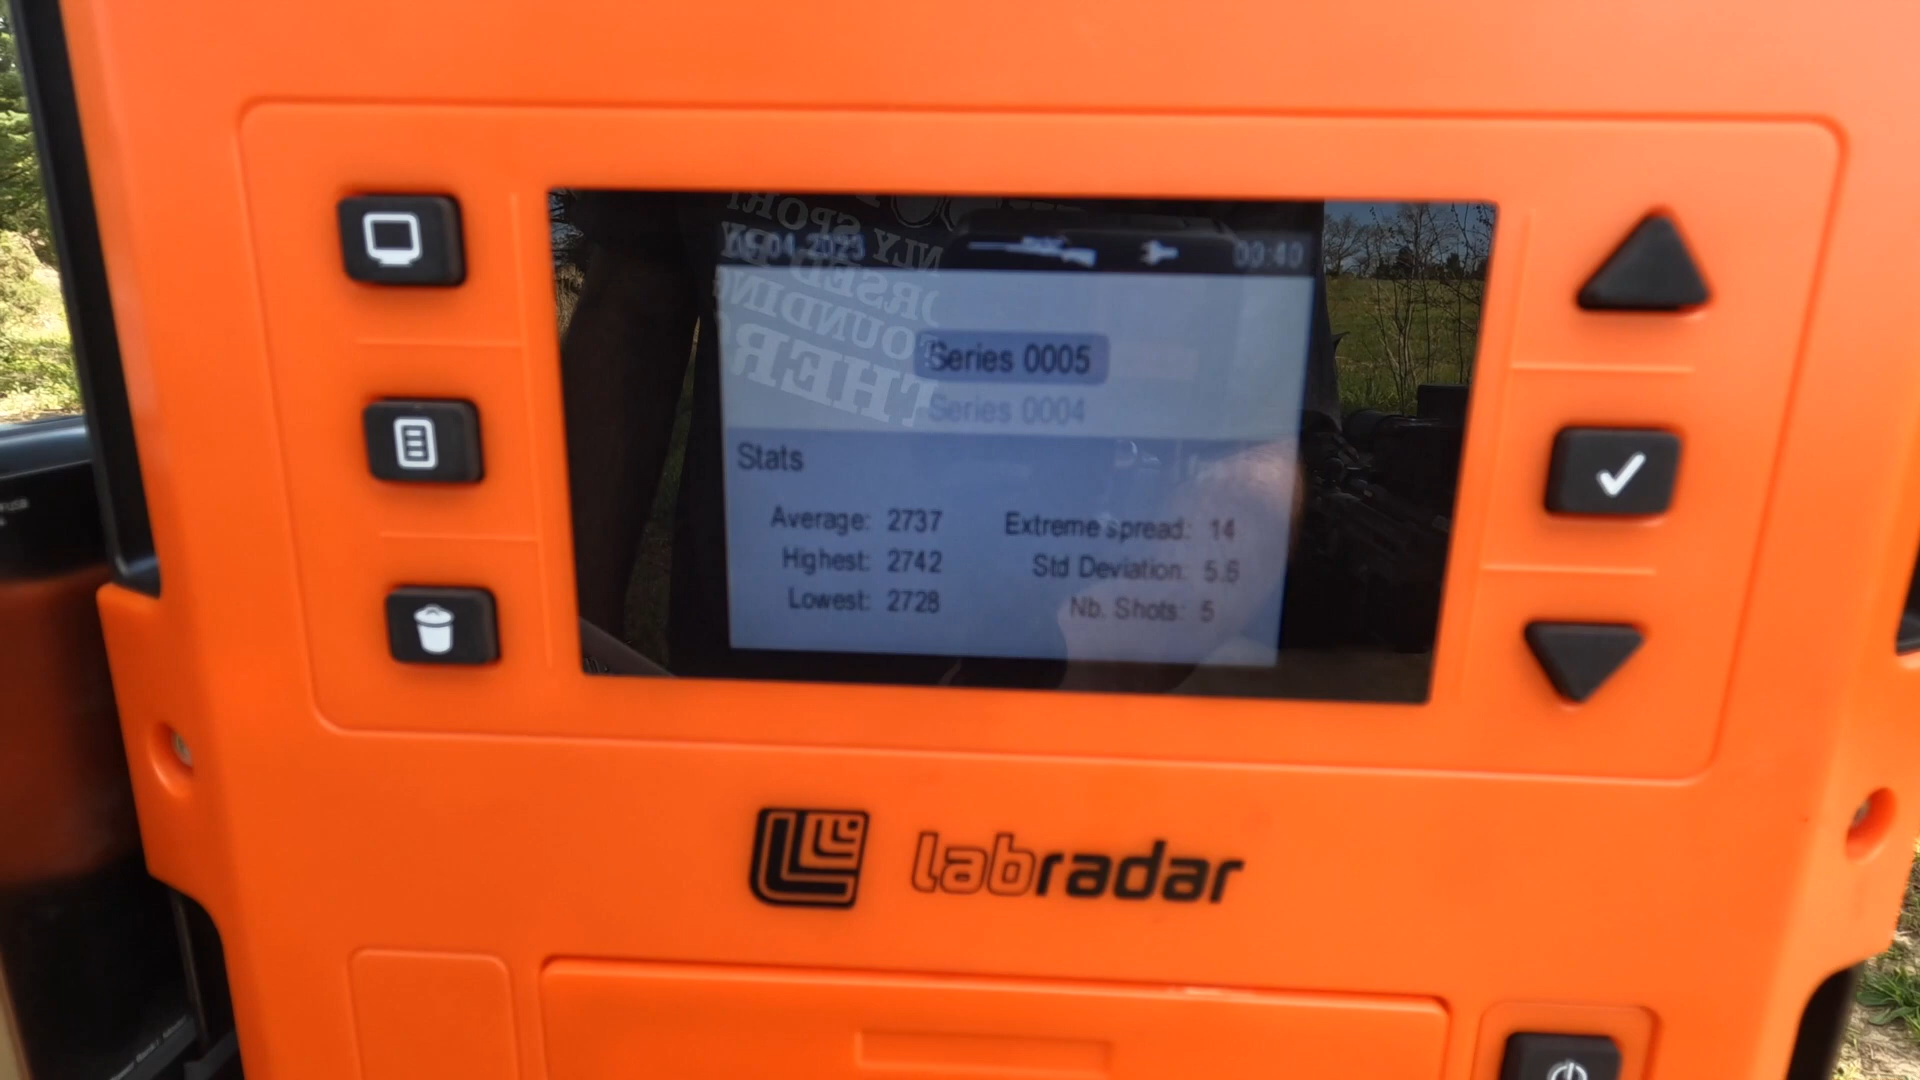 Series 0005
Series 0004
Stats
Average: 2737 Extreme spread: 14
Highest: 2742 Std Deviation: 5.6
Lowest: 2728 Nb. Shots: 5
labradar